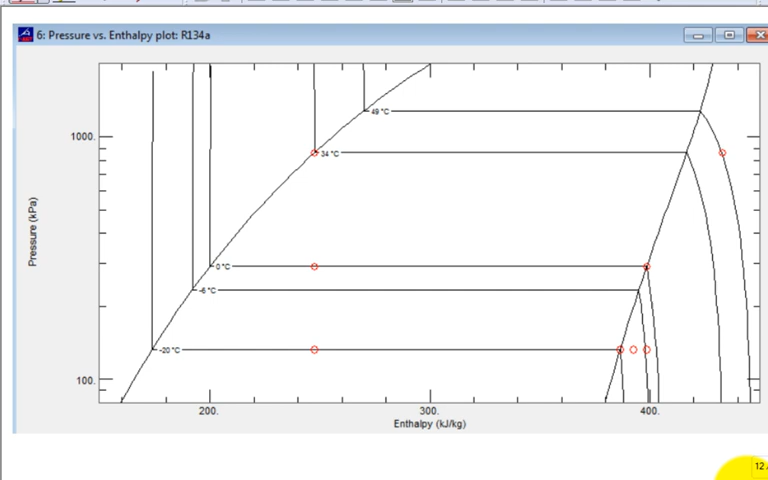 6: Pressure vs. Enthalpy plot: R134a
49 °C
1000.
34 °C
Pressure (kPa)
0 °C
-6 °C
-20 °C
100.
200.
300.
400.
Enthalpy (kJ/kg)
12